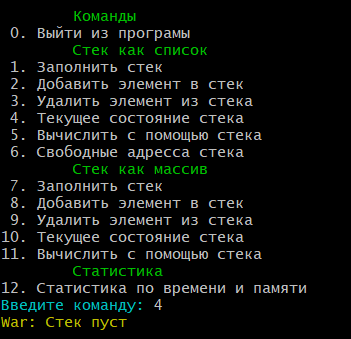 Команды
0. Выйти из програмы
Стек как список
1. Заполнить стек
2. Добавить элемент в стек
3. Удалить элемент из стека
4. Текущее состояние стека
5. Вычислить с помощью стека
6. Свободные адресса стека
Стек как массив
7. Заполнить стек
8. Добавить элемент в стек
9. Удалить элемент из стека
10. Текущее состояние стека
11. Вычислить с помощью стека
Статистика
12. Статистика по времени и памяти
Введите команду: 4
War: Стек пуст